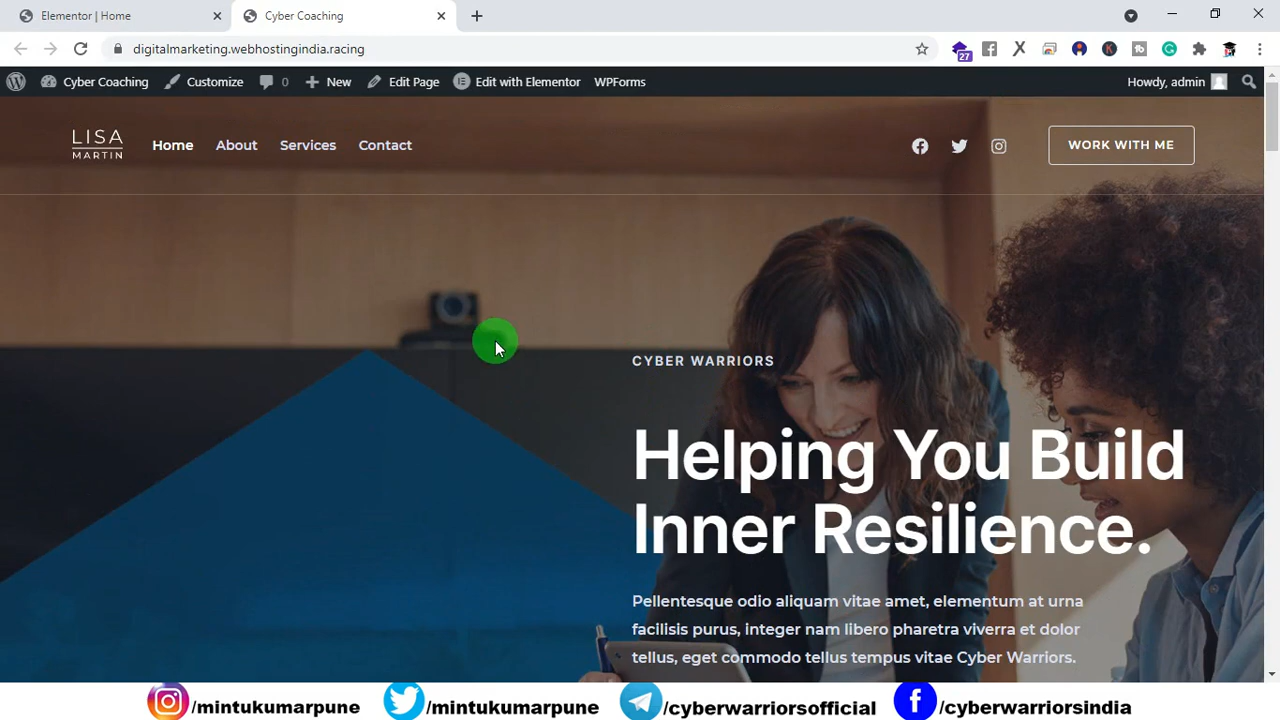 Elementor | Home
Cyber Coaching
digitalmarketing.webhostingindia.racing
27
Cyber Coaching
Customize
0
New
Edit Page
Edit with Elementor
WPForms
Howdy, admin
LISA
MARTIN
Home
About
Services
Contact
WORK WITH ME
CYBER WARRIORS
Helping You Build
Inner Resilience.
Pellentesque odio aliquam vitae amet, elementum at urna
facilisis purus, integer nam libero pharetra viverra et dolor
tellus, eget commodo tellus tempus vitae Cyber Warriors.
/mintukumarpune
/mintukumarpune
/cyberwarriorsofficial
/cyberwarriorsindia